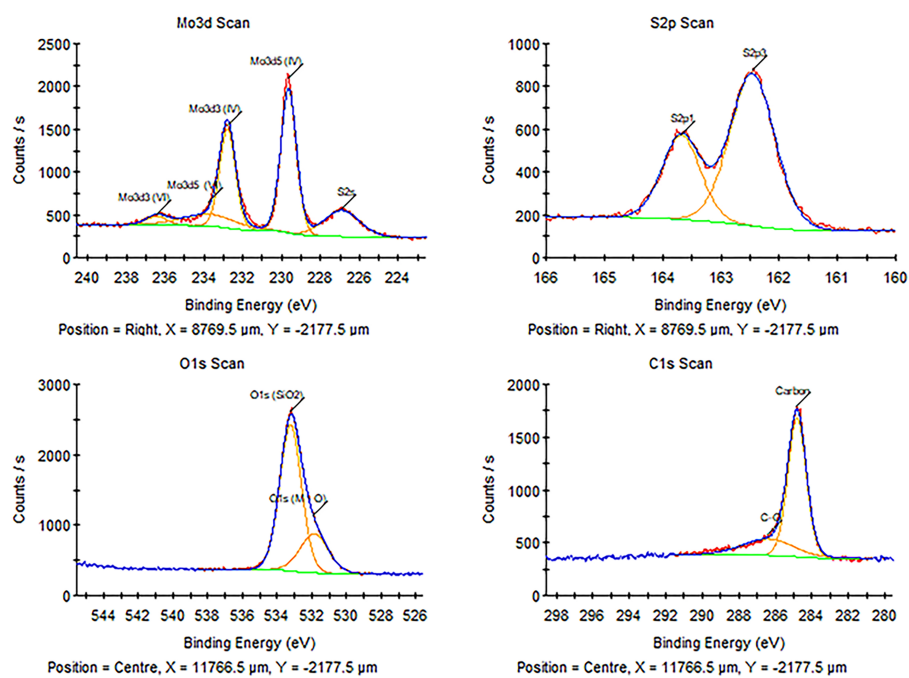 Mo3d Scan
Counts / s
2500
2000
1500
1000
500
0
Mo3d5 (IV)
Mo3d3 (IV)
Mo3d5 (VI)
Mo3d3 (VI)
S2s
240 238 236 234 232 230 228 226 224
Binding Energy (eV)
Position = Right, X = 8769.5 µm, Y = -2177.5 µm
S2p Scan
Counts / s
1000
800
600
400
200
0
S2p3
S2p1
166 165 164 163 162 161 160
Binding Energy (eV)
Position = Right, X = 8769.5 µm, Y = -2177.5 µm
O1s Scan
Counts / s
3000
2000
1000
0
O1s (SiO2)
544 542 540 538 536 534 532 530 528 526
Binding Energy (eV)
Position = Centre, X = 11766.5 µm, Y = -2177.5 µm
C1s Scan
Counts / s
2000
1500
1000
500
0
Carbon
C-O
298 296 294 292 290 288 286 284 282 280
Binding Energy (eV)
Position = Centre, X = 11766.5 µm, Y = -2177.5 µm